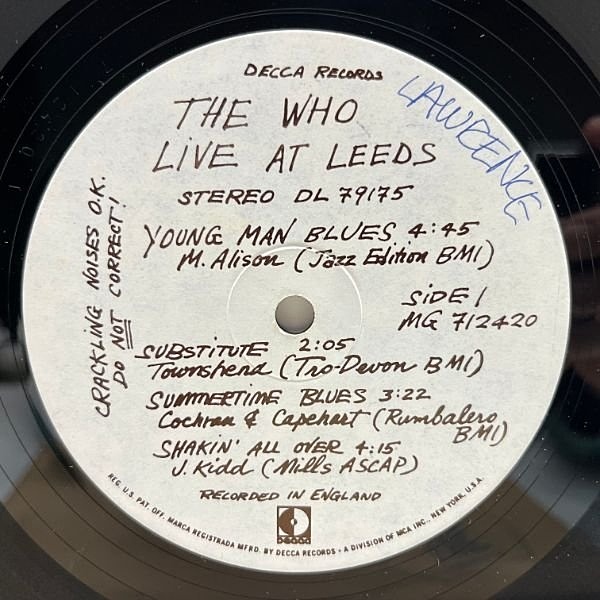 DECCA RECORDS
LAWRENCE
THE WHO
LIVE AT LEEDS
STEREO DL 79175
CRACKLING NOISES O.K.
DO NOT CORRECT!
YOUNG MAN BLUES 4:45
M. Alison (Jazz Edition BMI)
SIDE 1
MG 712420
SUBSTITUTE 2:05
Townshend (Tro-Devon BMI)
SUMMERTIME BLUES 3:22
Cochran & Capehart (Rumbalero
BMI)
SHAKIN' ALL OVER 4:15
J. Kidd (Mills ASCAP)
RECORDED IN ENGLAND
DECCA
REG. U.S. PAT. OFF. MARCA REGISTRADA MFRD. BY DECCA RECORDS • A DIVISION OF MCA INC., NEW YORK, U.S.A.